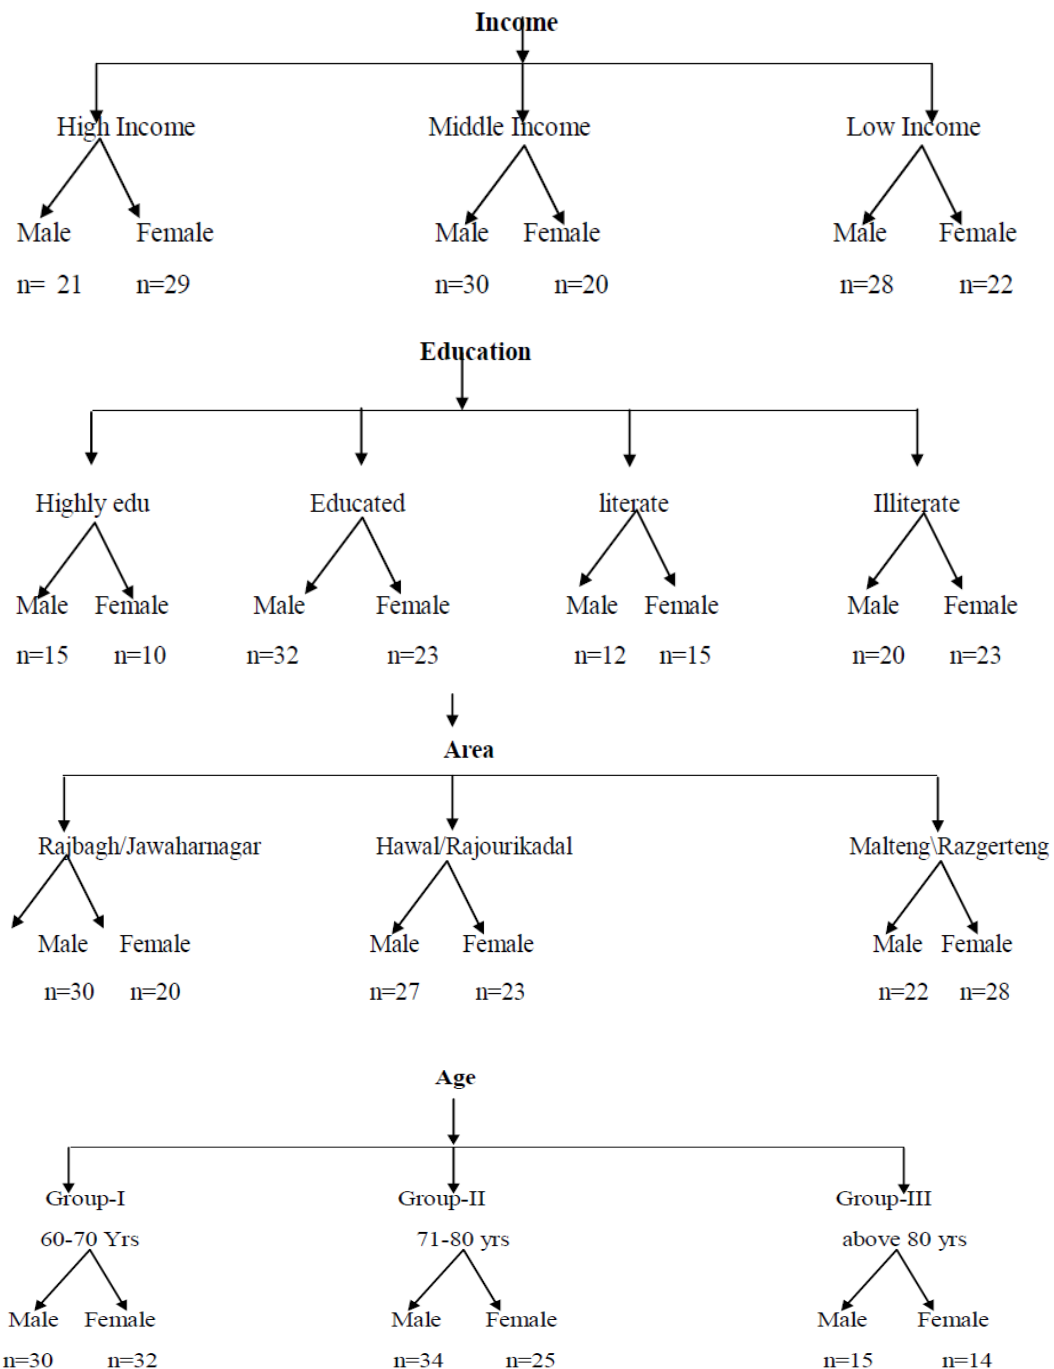 Income
High Income Middle Income Low Income
Male Female Male Female Male Female
n= 21 n=29 n=30 n=20 n=28 n=22
Education
Highly edu Educated literate Illiterate
Male Female Male Female Male Female Male Female
n=15 n=10 n=32 n=23 n=12 n=15 n=20 n=23
Area
Rajbagh/Jawaharnagar Hawal/Rajourikadal Malteng\Razgerteng
Male Female Male Female Male Female
n=30 n=20 n=27 n=23 n=22 n=28
Age
Group-I Group-II Group-III
60-70 Yrs 71-80 yrs above 80 yrs
Male Female Male Female Male Female
n=30 n=32 n=34 n=25 n=15 n=14